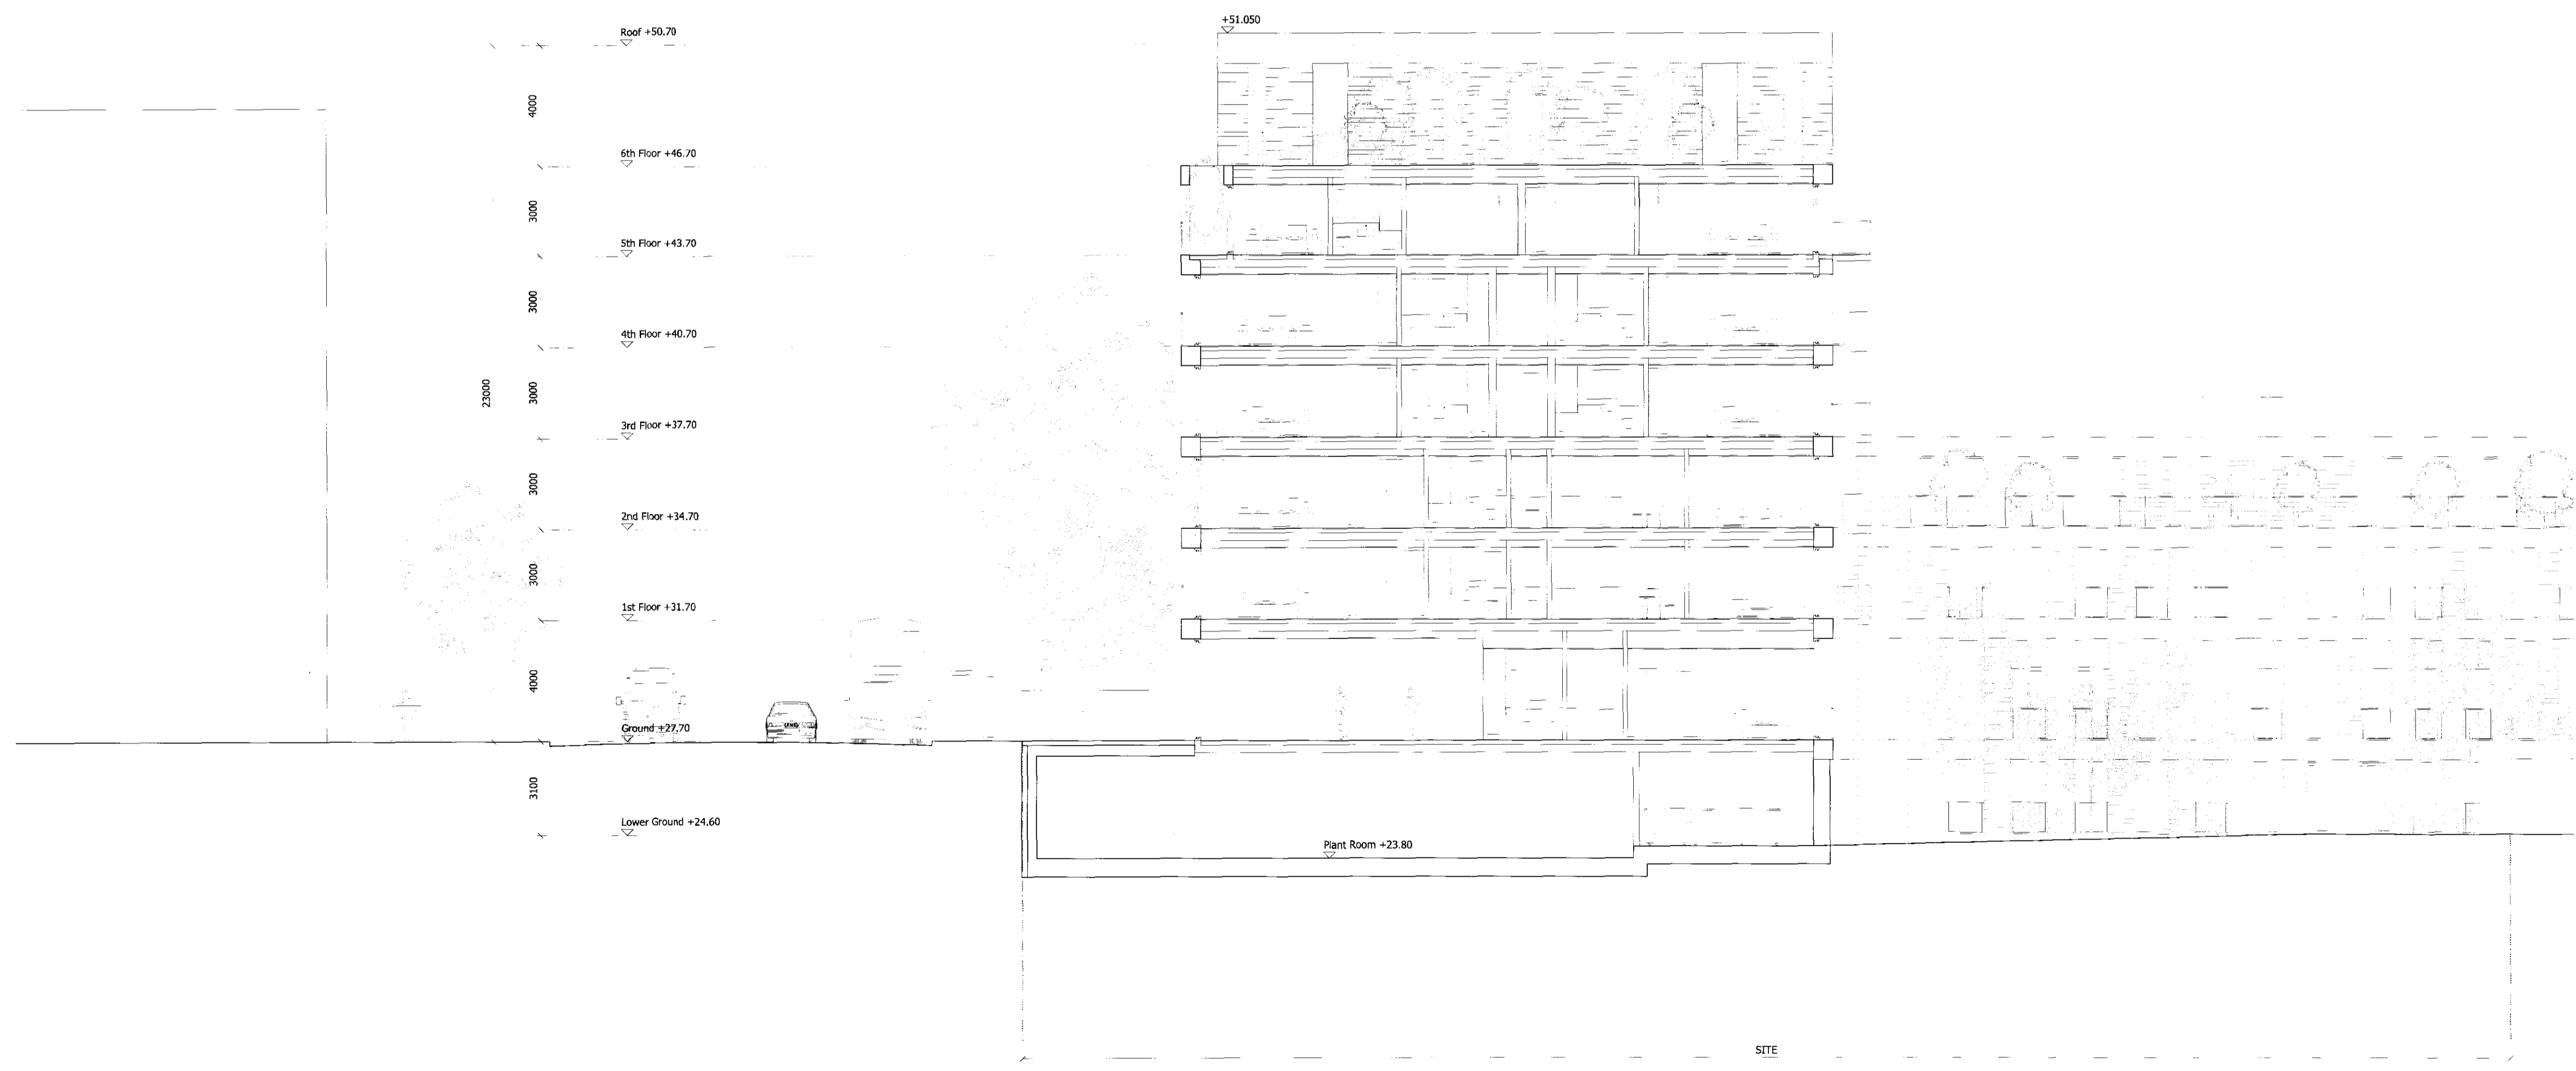 +51.050
Roof +50.70
4000
6th Floor +46.70
3000
5th Floor +43.70
3000
4th Floor +40.70
23000
3000
3rd Floor +37.70
3000
2nd Floor +34.70
3000
1st Floor +31.70
4000
Ground +27.70
3100
Lower Ground +24.60
Plant Room +23.80
SITE